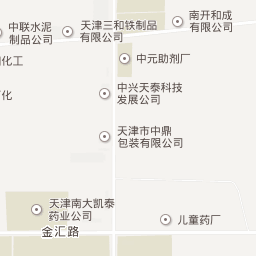 南开和成
有限公司
中联水泥
制品公司
天津三和铁制品
有限公司
中元助剂厂
化工
中兴天泰科技
发展公司
化
天津市中鼎
包装有限公司
天津南大凯泰
药业公司
儿童药厂
金汇路